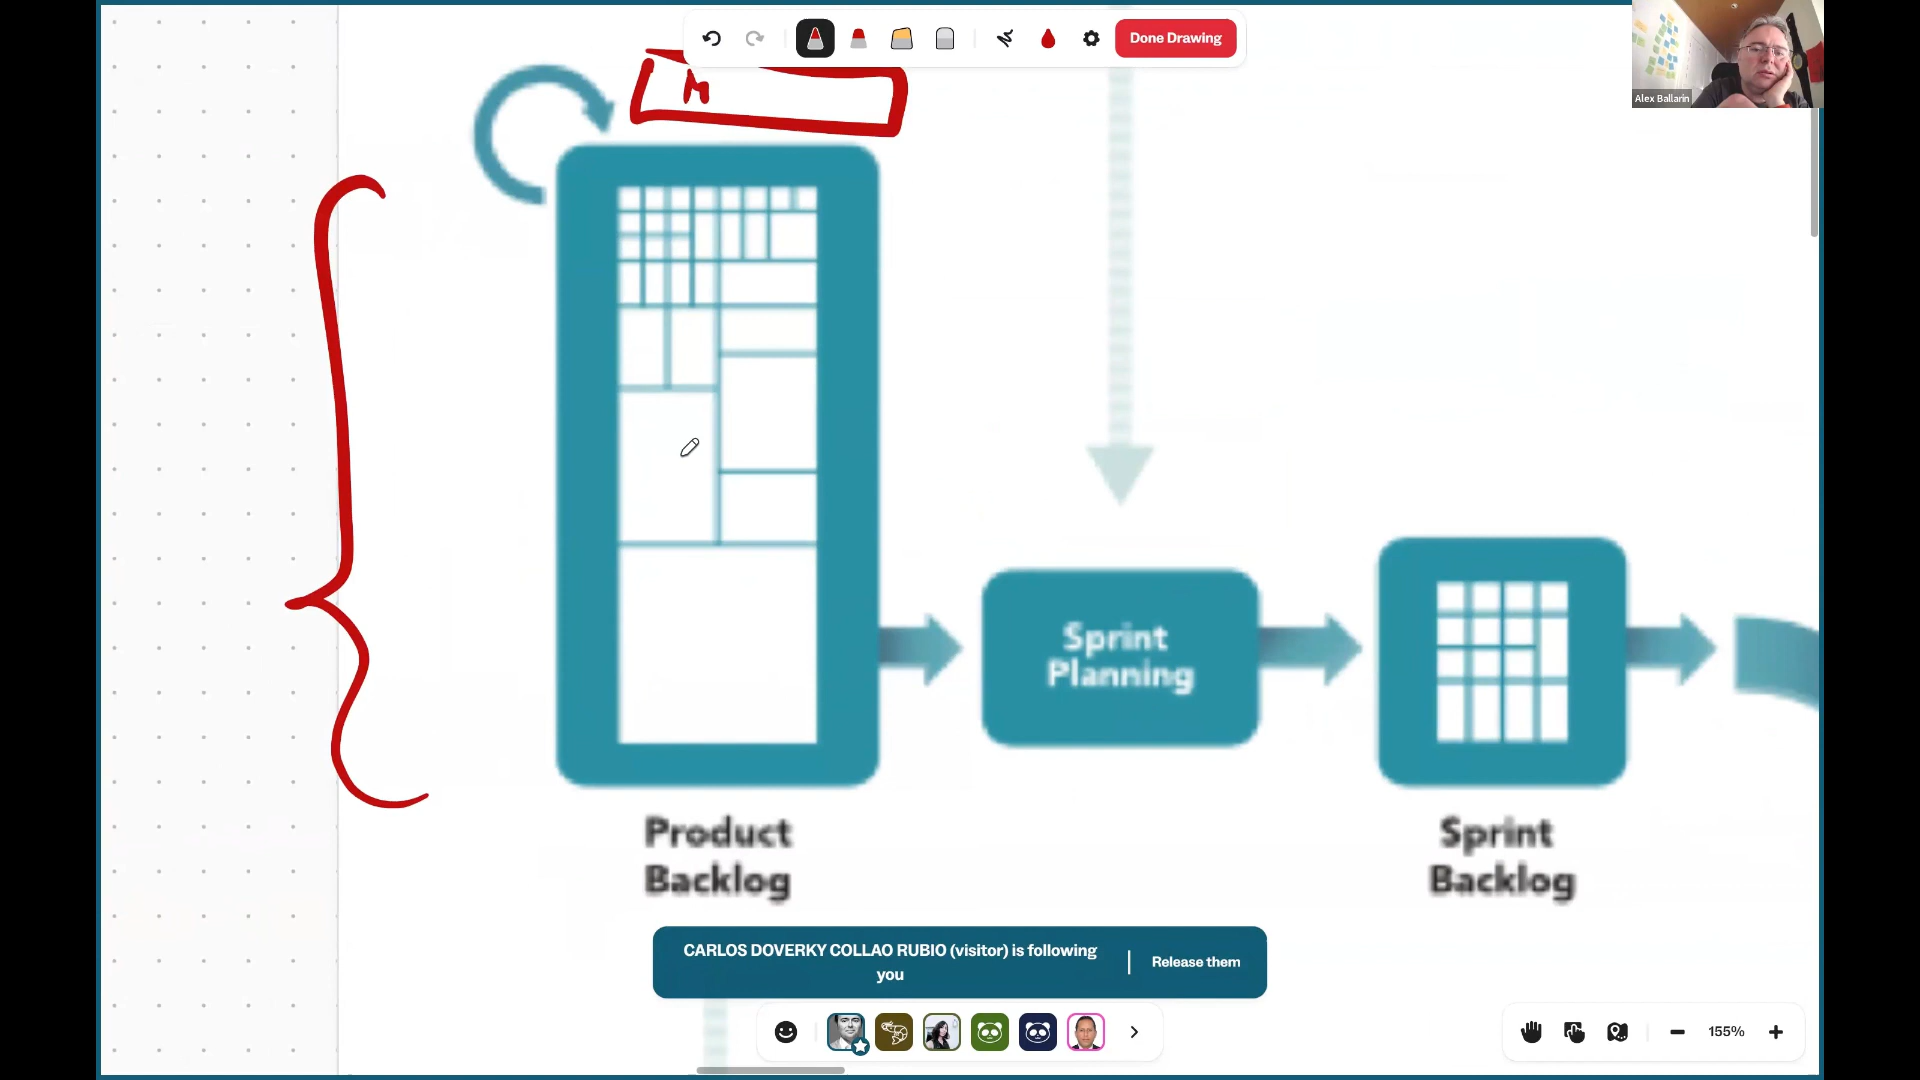 Done Drawing
Alex Ballarin
Sprint
Planning
Product
Backlog
Sprint
Backlog
CARLOS DOVERKY COLLAO RUBIO (visitor) is following
you
Release them
155%